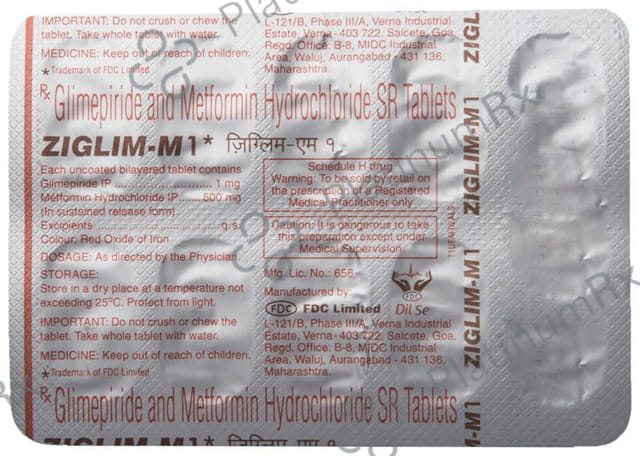 IMPORTANT: Do not crush or chew the
tablet. Take whole tablet with water.
MEDICINE: Keep out of reach of children.
*Trademark of FDC Limited
L-121/B, Phase III/A, Verna Industrial
Estate, Verna-403 722, Salcete, Goa.
Regd. Office: B-8, MIDC Industrial
Area, Waluj, Aurangabad - 431 136,
Maharashtra.
Rx Glimepiride and Metformin Hydrochloride SR Tablets
ZIGLIM-M1* ज़िग्लिम-एम १
Each uncoated bilayered tablet contains
Glimepiride IP ........................ 1 mg
Metformin Hydrochloride IP ..... 500 mg
(In sustained release form)
Excipients ................................ q.s.
Colour: Red Oxide of Iron
DOSAGE: As directed by the Physician
STORAGE:
Store in a dry place at a temperature not
exceeding 25°C. Protect from light.
IMPORTANT: Do not crush or chew the
tablet. Take whole tablet with water.
MEDICINE: Keep out of reach of children.
*Trademark of FDC Limited
Schedule H drug
Warning: To be sold by retail on
the prescription of a Registered
Medical Practitioner only
Caution: It is dangerous to take
this preparation except under
Medical Supervision
Mfg. Lic. No.: 656
Manufactured by:
FDC FDC Limited
FDC
Dil Se
L-121/B, Phase III/A, Verna Industrial
Estate, Verna-403 722, Salcete, Goa.
Regd. Office: B-8, MIDC Industrial
Area, Waluj, Aurangabad - 431 136,
Maharashtra.
Rx Glimepiride and Metformin Hydrochloride SR Tablets
ZIGLIM-M1* ज़िग्लिम-एम १
ZIGLIM-M1
ZIGLIM-M1
PlatinumRx